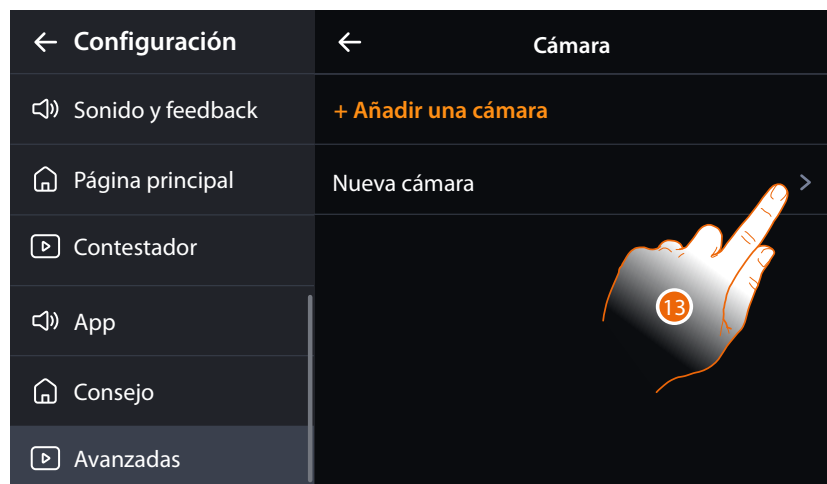 Configuración
Sonido y feedback
Página principal
Contestador
App
Consejo
Avanzadas
Cámara
+ Añadir una cámara
Nueva cámara
13